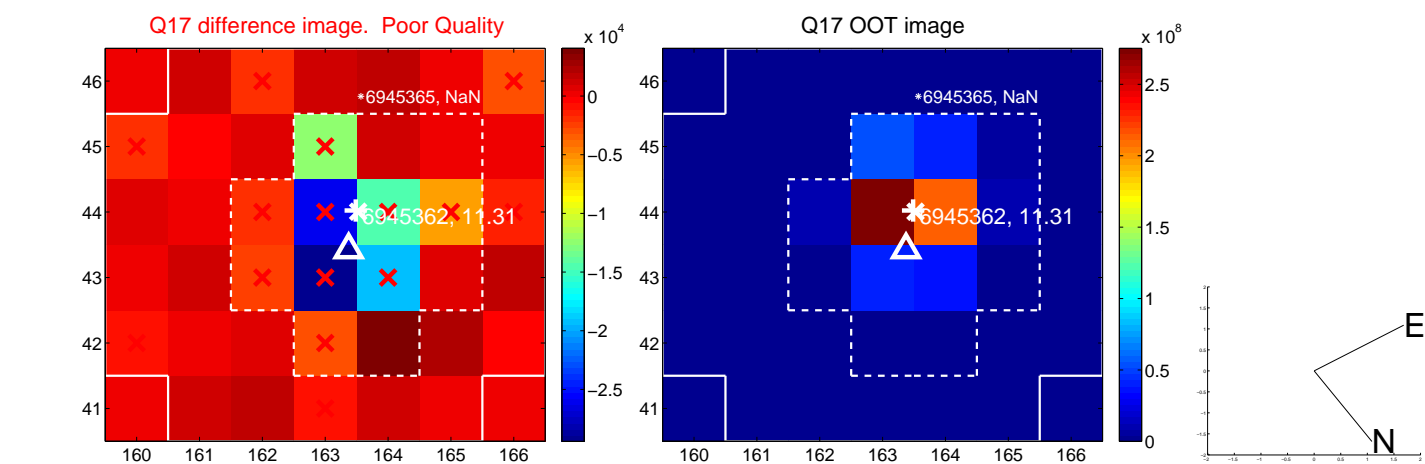 Q17 difference image.  Poor Quality
x 10^4
46
45
44
43
42
41
160 161 162 163 164 165 166
*6945365, NaN
6945362, 11.31
0
−0.5
−1
−1.5
−2
−2.5
Q17 OOT image
x 10^8
46
45
44
43
42
41
160 161 162 163 164 165 166
*6945365, NaN
6945362, 11.31
2.5
2
1.5
1
0.5
0
E
N